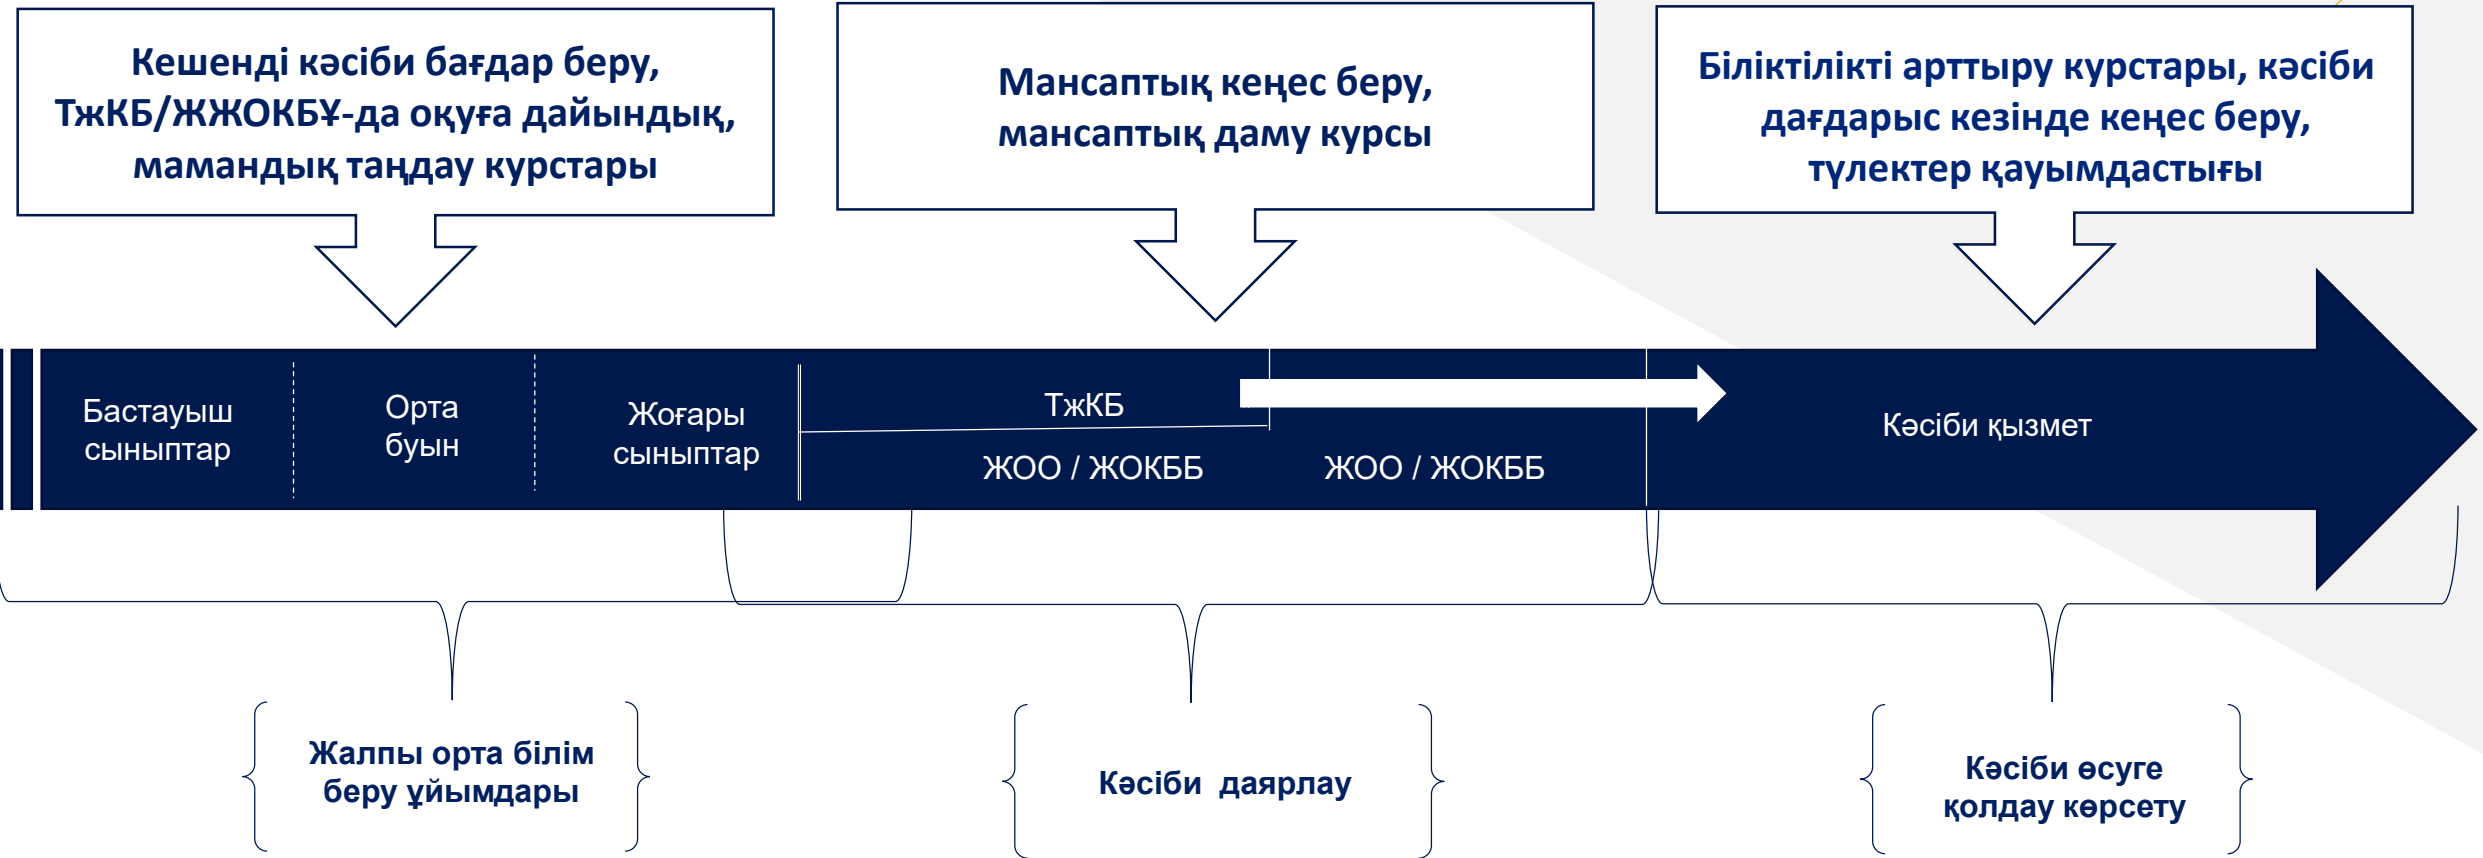 Кешенді кәсіби бағдар беру,
ТжКБ/ЖЖОКБҰ-да оқуға дайындық,
мамандық таңдау курстары
Мансаптық кеңес беру,
мансаптық даму курсы
Біліктілікті арттыру курстары, кәсіби
дағдарыс кезінде кеңес беру,
түлектер қауымдастығы
Бастауыш
сыныптар
Орта
буын
Жоғары
сыныптар
ТжКБ
ЖОО / ЖОКББ
ЖОО / ЖОКББ
Кәсіби қызмет
Жалпы орта білім
беру ұйымдары
Кәсіби  даярлау
Кәсіби өсуге
қолдау көрсету